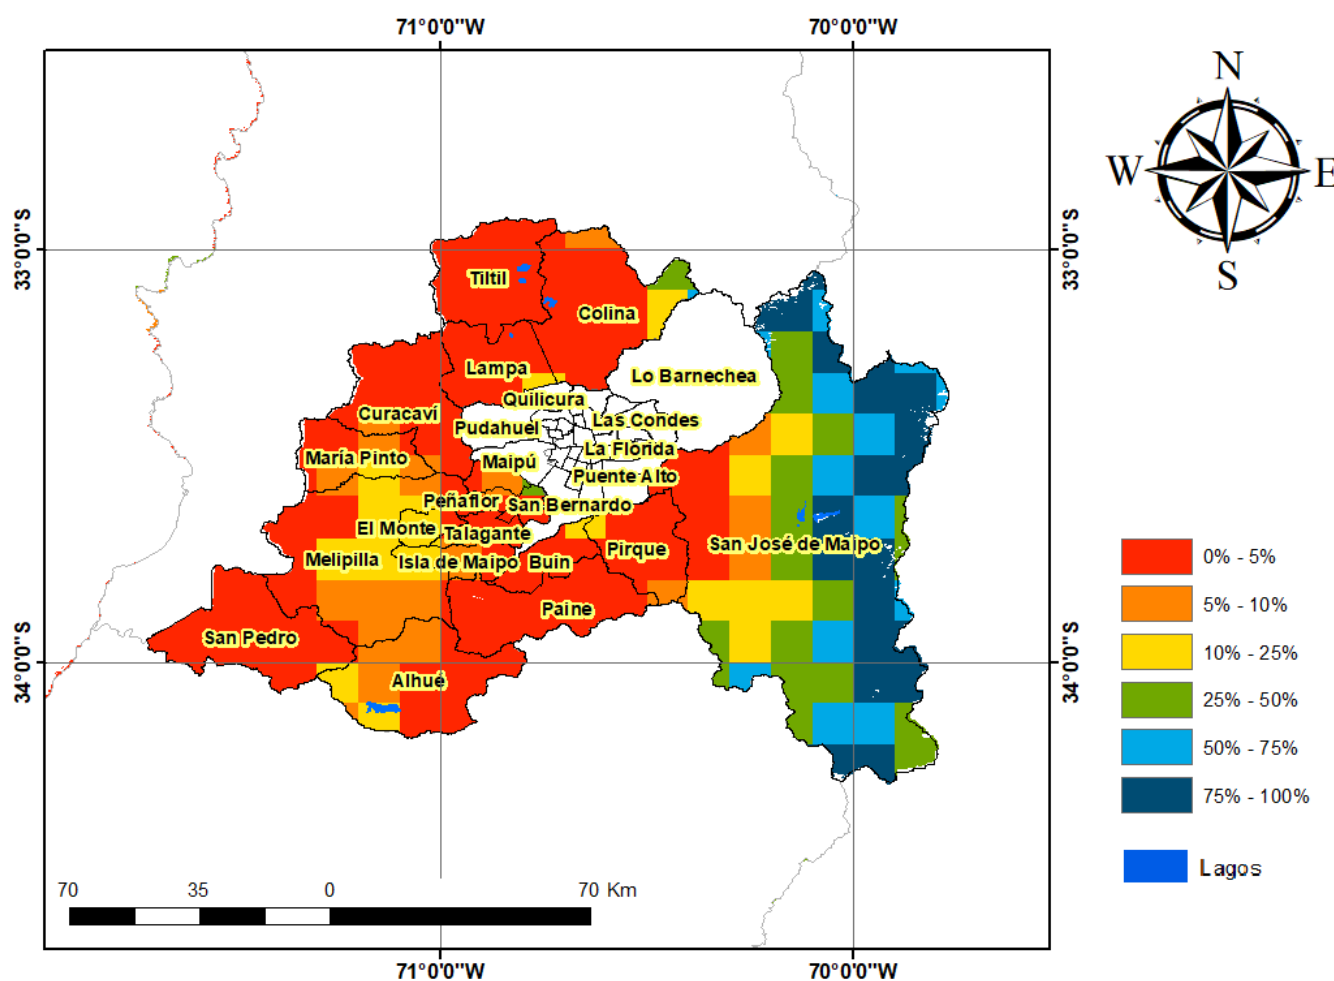 71°0'0"W 70°0'0"W
N
W E
S
33°0'0"S 33°0'0"S
Tiltil
Colina
Lampa
Lo Barnechea
Quilicura
Curacaví
Pudahuel
Las Condes
María Pinto
Maipú
La Florida
Puente Alto
Peñaflor
San Bernardo
El Monte
Talagante
Melipilla
Isla de Maipo
Buin
Pirque
San José de Maipo
Paine
San Pedro
Alhué
34°0'0"S 34°0'0"S
0% - 5%
5% - 10%
10% - 25%
25% - 50%
50% - 75%
75% - 100%
Lagos
70 35 0 70 Km
71°0'0"W 70°0'0"W